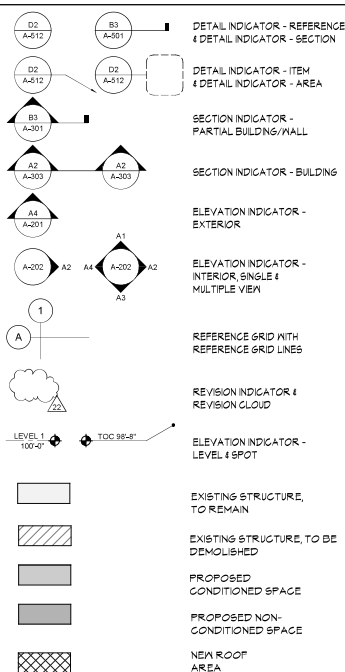 D2
A-512
B3
A-501
DETAIL INDICATOR - REFERENCE
& DETAIL INDICATOR - SECTION
D2
A-512
D2
A-512
DETAIL INDICATOR - ITEM
& DETAIL INDICATOR - AREA
B3
A-301
SECTION INDICATOR -
PARTIAL BUILDING/WALL
A2
A-303
A2
A-303
SECTION INDICATOR - BUILDING
A4
A-201
ELEVATION INDICATOR -
EXTERIOR
A1
A-202 A2
A4 A-202 A2
A3
ELEVATION INDICATOR -
INTERIOR, SINGLE &
MULTIPLE VIEW
1
A
REFERENCE GRID WITH
REFERENCE GRID LINES
22
REVISION INDICATOR &
REVISION CLOUD
LEVEL 1
100'-0"
TOC 98'-8"
ELEVATION INDICATOR -
LEVEL & SPOT
EXISTING STRUCTURE,
TO REMAIN
EXISTING STRUCTURE, TO BE
DEMOLISHED
PROPOSED
CONDITIONED SPACE
PROPOSED NON-
CONDITIONED SPACE
NEW ROOF
AREA